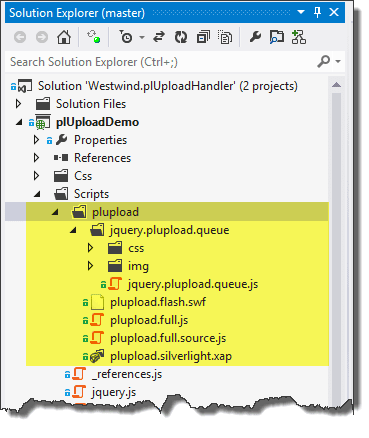 Solution Explorer (master)
Search Solution Explorer (Ctrl+;)
Solution 'Westwind.plUploadHandler' (2 projects)
Solution Files
plUploadDemo
Properties
References
Css
Scripts
plupload
jquery.plupload.queue
css
img
jquery.plupload.queue.js
plupload.flash.swf
plupload.full.js
plupload.full.source.js
plupload.silverlight.xap
_references.js
jquery.js